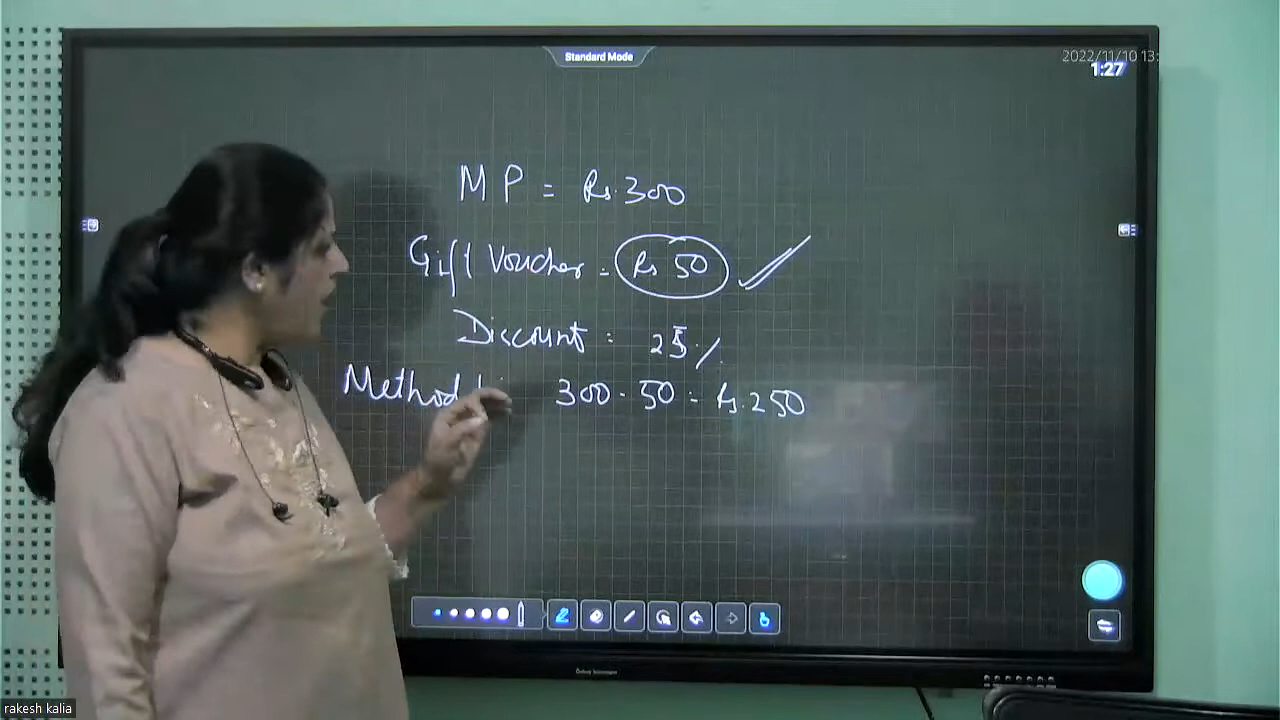 Standard Mode
2022/11/10 13:
1:27
MP = Rs. 300
Gift Voucher = Rs 50
Discount = 25%
Method 300 - 50 = Rs. 250
rakesh kalia